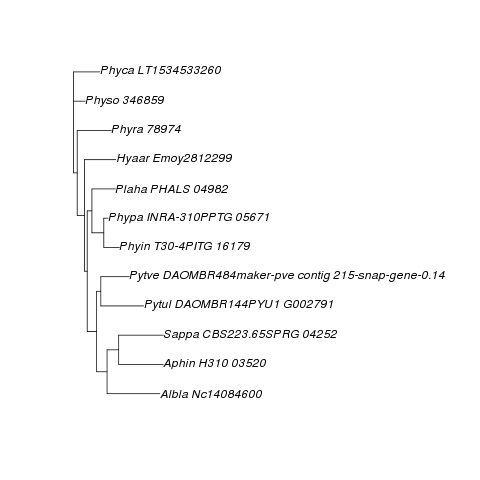 Phyca LT1534533260
Physo 346859
Phyra 78974
Hyaar Emoy2812299
Plaha PHALS 04982
Phypa INRA-310PPTG 05671
Phyin T30-4PITG 16179
Pytve DAOMBR484maker-pve contig 215-snap-gene-0.14
Pytul DAOMBR144PYU1 G002791
Sappa CBS223.65SPRG 04252
Aphin H310 03520
Albla Nc14084600